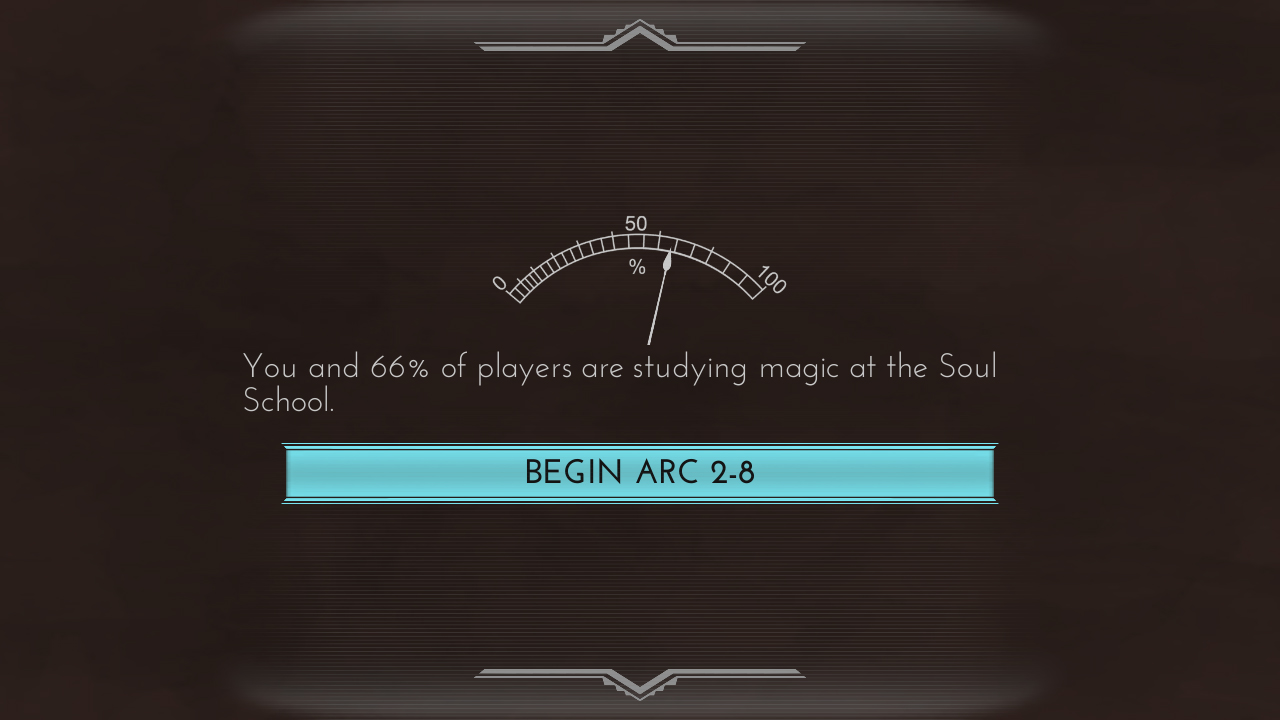 50
0
%
100
You and 66% of players are studying magic at the Soul
School.
BEGIN ARC 2-8